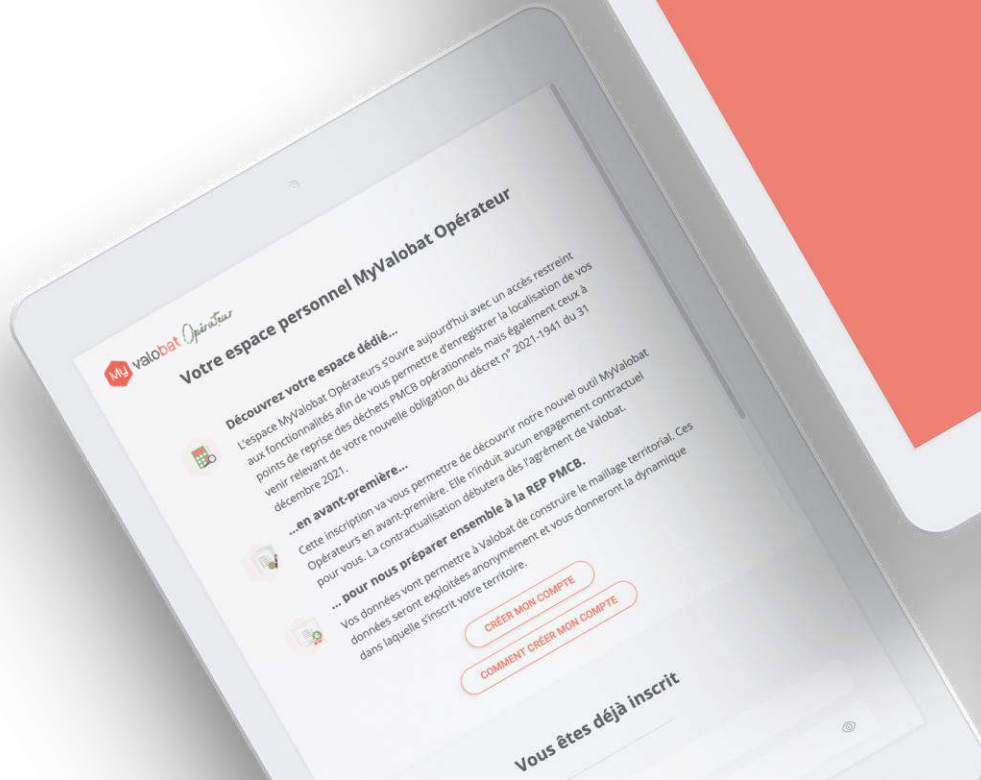 My valobat Opérateur
Votre espace personnel MyValobat Opérateur
Découvrez votre espace dédié...
L'espace MyValobat Opérateurs s'ouvre aujourd'hui avec un accès restreint
aux fonctionnalités afin de vous permettre d'enregistrer la localisation de vos
points de reprise des déchets PMCB opérationnels mais également ceux à
venir relevant de votre nouvelle obligation du décret n° 2021-1941 du 31
décembre 2021.
...en avant-première...
Cette inscription va vous permettre de découvrir notre nouvel outil MyValobat
Opérateurs en avant-première. Elle n'induit aucun engagement contractuel
pour vous. La contractualisation débutera dès l'agrément de Valobat.
... pour nous préparer ensemble à la REP PMCB.
Vos données vont permettre à Valobat de construire le maillage territorial. Ces
données seront exploitées anonymement et vous donneront la dynamique
dans laquelle s'inscrit votre territoire.
CRÉER MON COMPTE
COMMENT CRÉER MON COMPTE
Vous êtes déjà inscrit